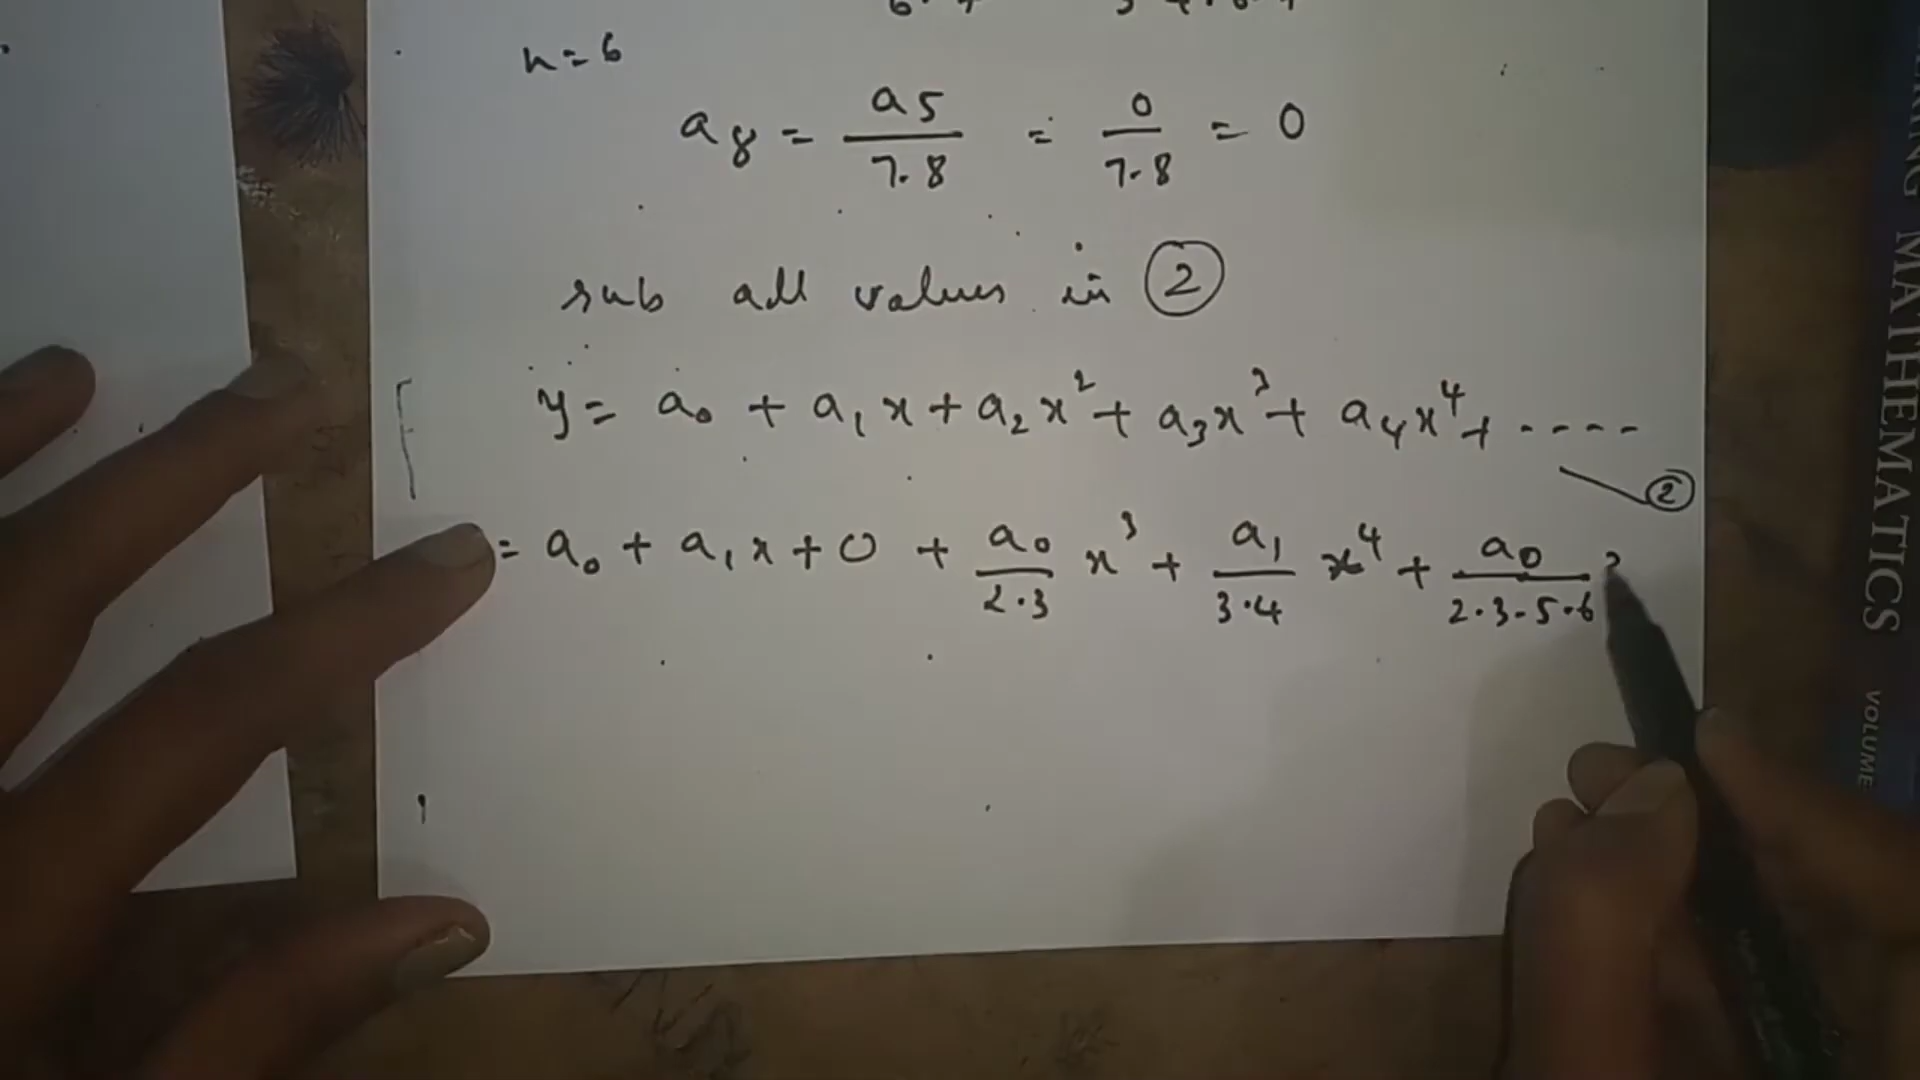 n = 6
a₈ = a₅/7·8 = 0/7·8 = 0
sub all values in ②
y = a₀ + a₁x + a₂x² + a₃x³ + a₄x⁴ + ----
②
= a₀ + a₁x + 0 + a₀/2·3 x³ + a₁/3·4 x⁴ + a₀/2·3·5·6
MATHEMATICS
VOLUME